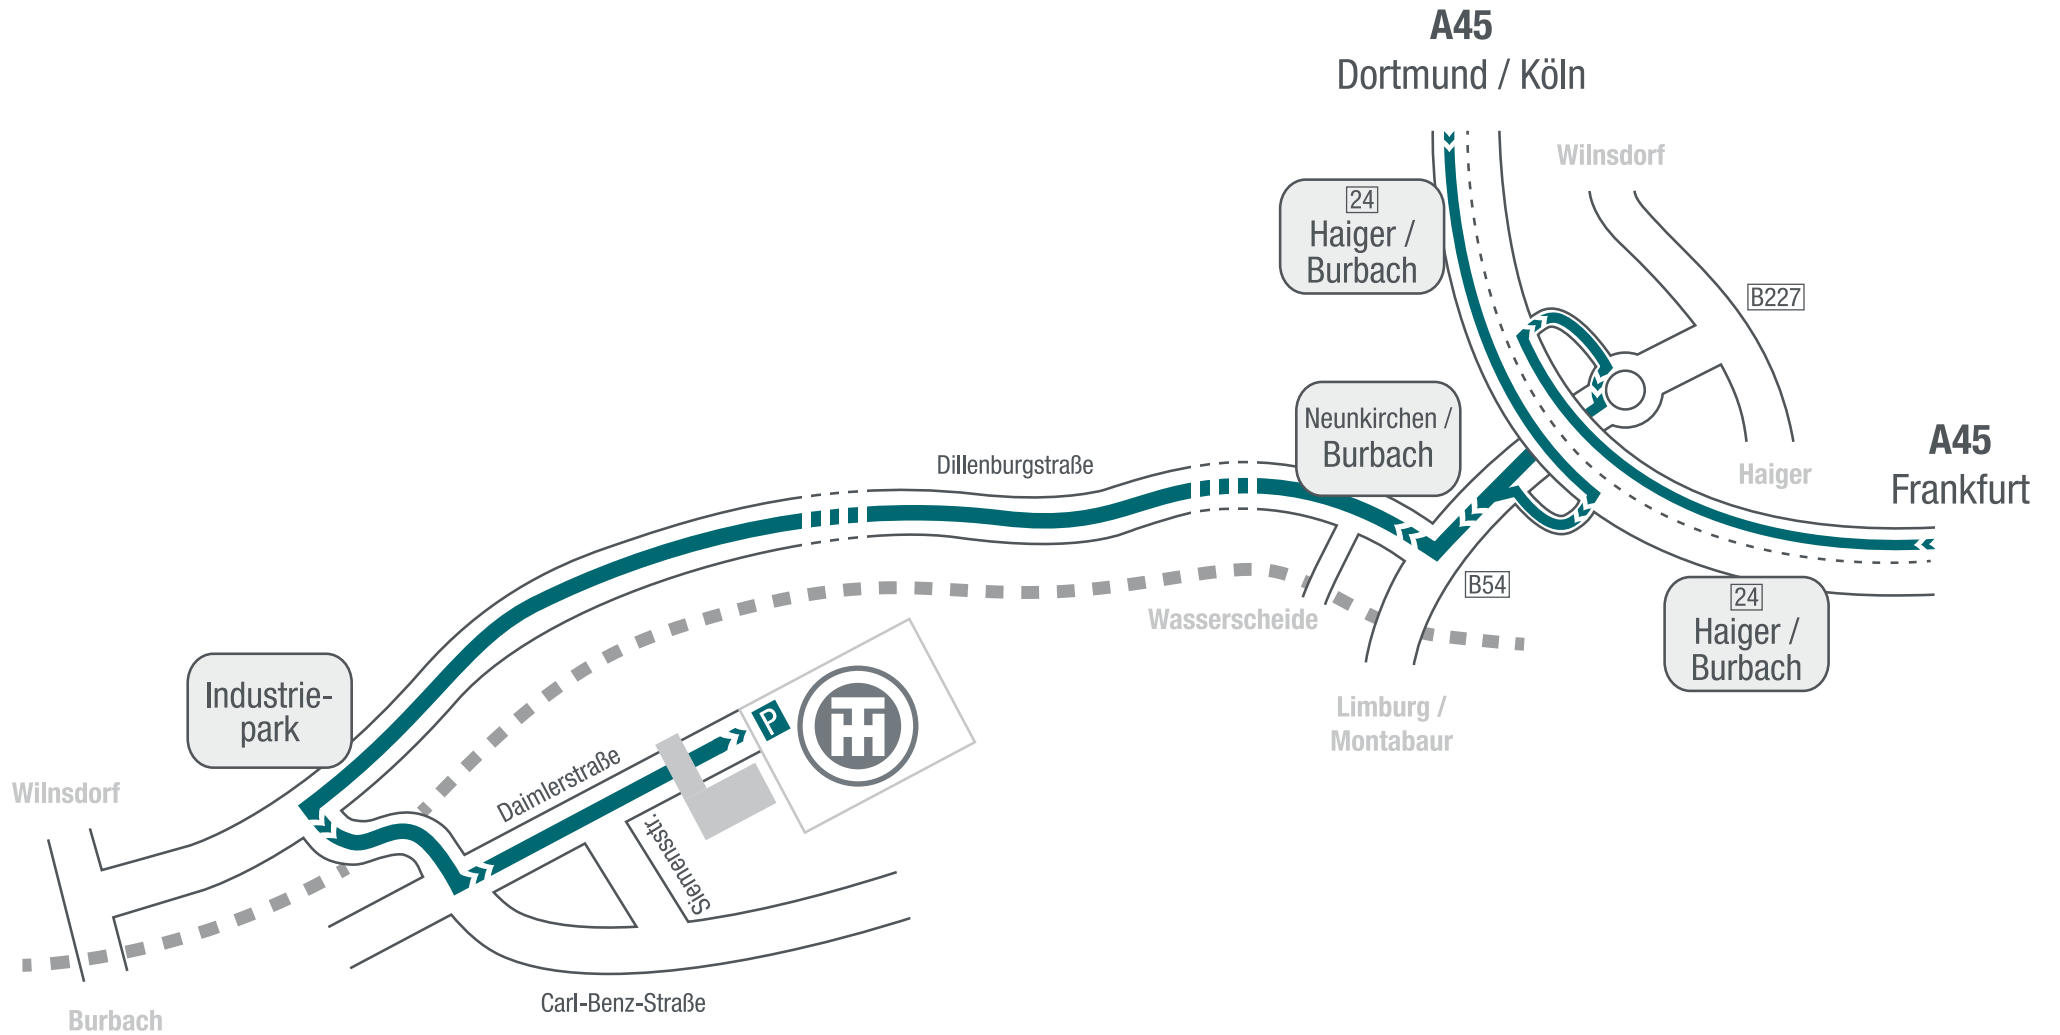 A45
Dortmund / Köln
Wilnsdorf
24
Haiger /
Burbach
B227
Neunkirchen /
Burbach
A45
Frankfurt
Haiger
Dillenburgstraße
B54
24
Haiger /
Burbach
Wasserscheide
Limburg /
Montabaur
Industrie-
park
P
Daimlerstraße
Siemensstr.
Wilnsdorf
Carl-Benz-Straße
Burbach